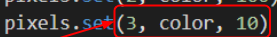 pixels.set(3, color, 10)